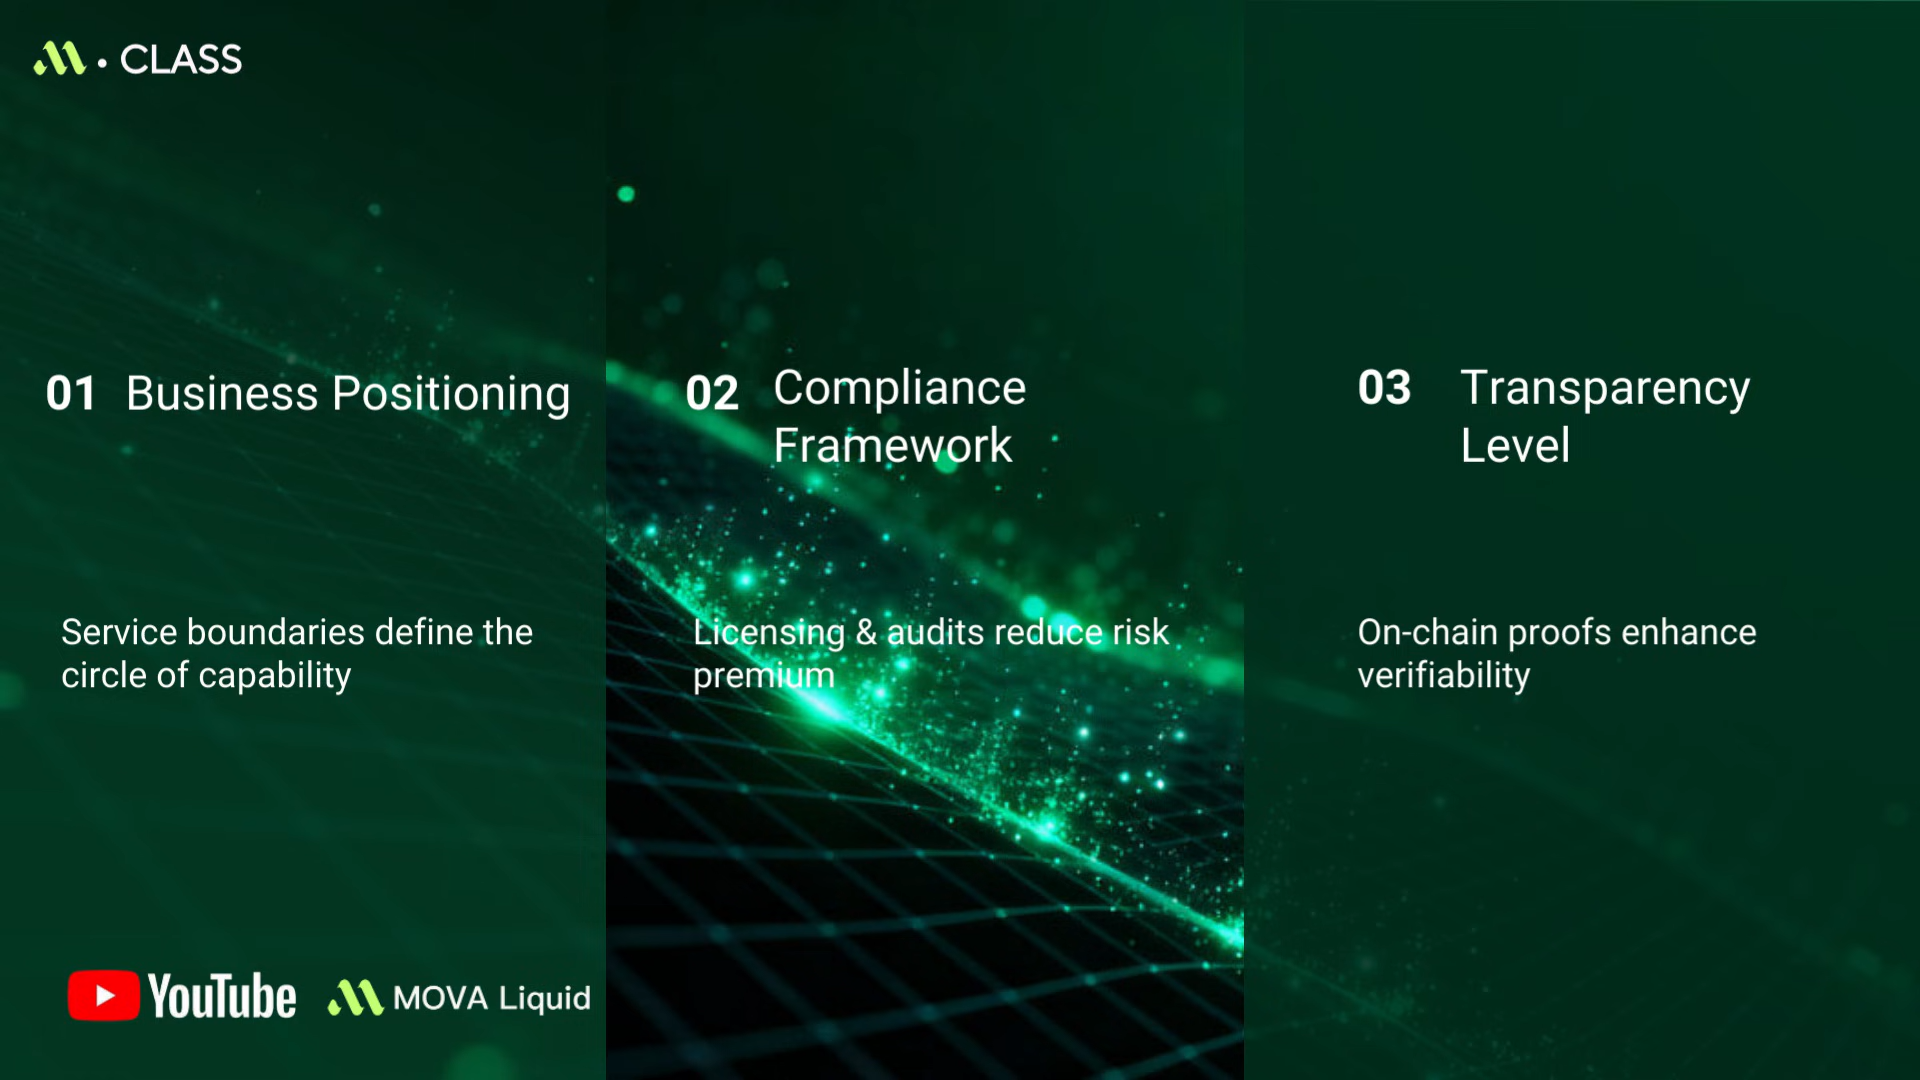 • CLASS
01 Business Positioning
Service boundaries define the
circle of capability
02 Compliance
Framework
Licensing & audits reduce risk
premium
03 Transparency
Level
On-chain proofs enhance
verifiability
YouTube MOVA Liquid